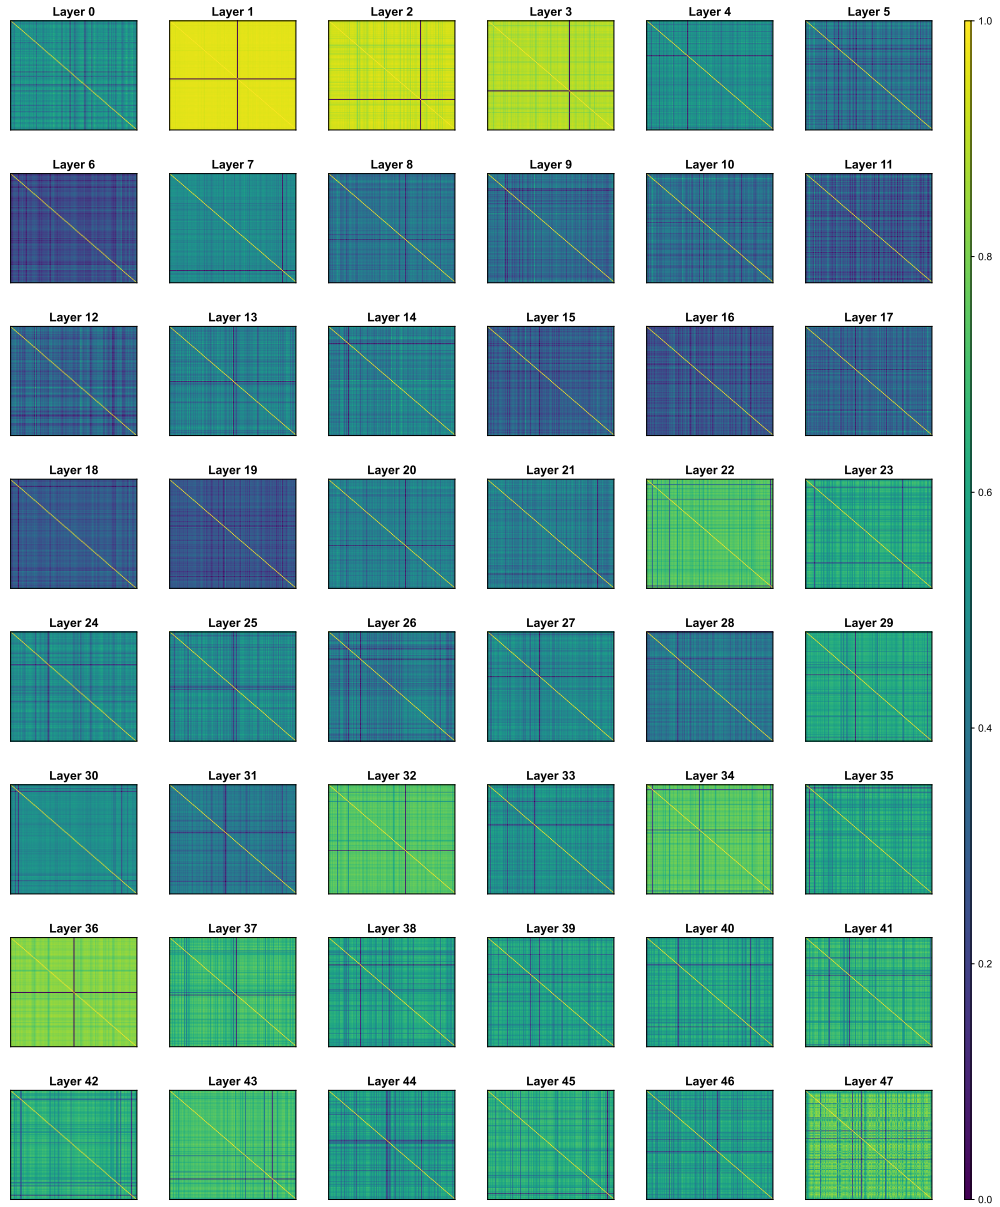 Layer 0 Layer 1 Layer 2 Layer 3 Layer 4 Layer 5
1.0
Layer 6 Layer 7 Layer 8 Layer 9 Layer 10 Layer 11
0.8
Layer 12 Layer 13 Layer 14 Layer 15 Layer 16 Layer 17
Layer 18 Layer 19 Layer 20 Layer 21 Layer 22 Layer 23
0.6
Layer 24 Layer 25 Layer 26 Layer 27 Layer 28 Layer 29
0.4
Layer 30 Layer 31 Layer 32 Layer 33 Layer 34 Layer 35
Layer 36 Layer 37 Layer 38 Layer 39 Layer 40 Layer 41
0.2
Layer 42 Layer 43 Layer 44 Layer 45 Layer 46 Layer 47
0.0